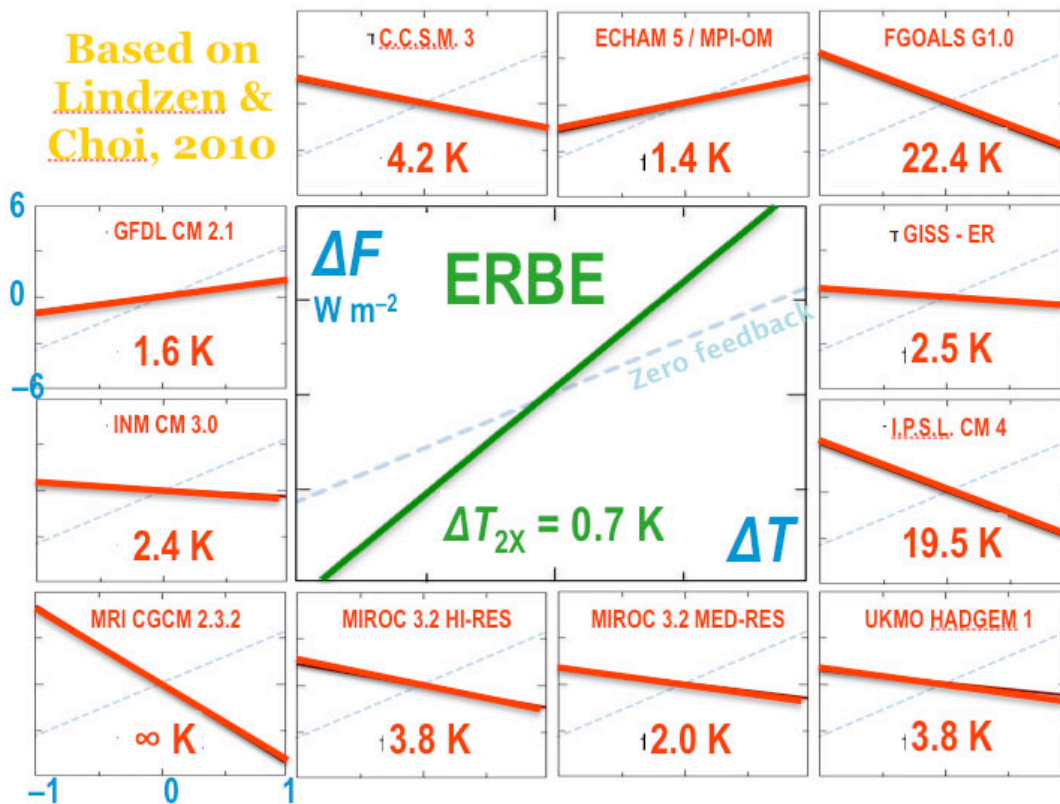 Based on
Lindzen &
Choi, 2010
C.C.S.M. 3
4.2 K
ECHAM 5 / MPI-OM
1.4 K
FGOALS G1.0
22.4 K
6
0
–6
GFDL CM 2.1
1.6 K
ΔF
W m–2
ERBE
Zero feedback
ΔT2X = 0.7 K
ΔT
GISS - ER
2.5 K
INM CM 3.0
2.4 K
I.P.S.L. CM 4
19.5 K
MRI CGCM 2.3.2
∞ K
–1
0
1
MIROC 3.2 HI-RES
3.8 K
MIROC 3.2 MED-RES
2.0 K
UKMO HADGEM 1
3.8 K